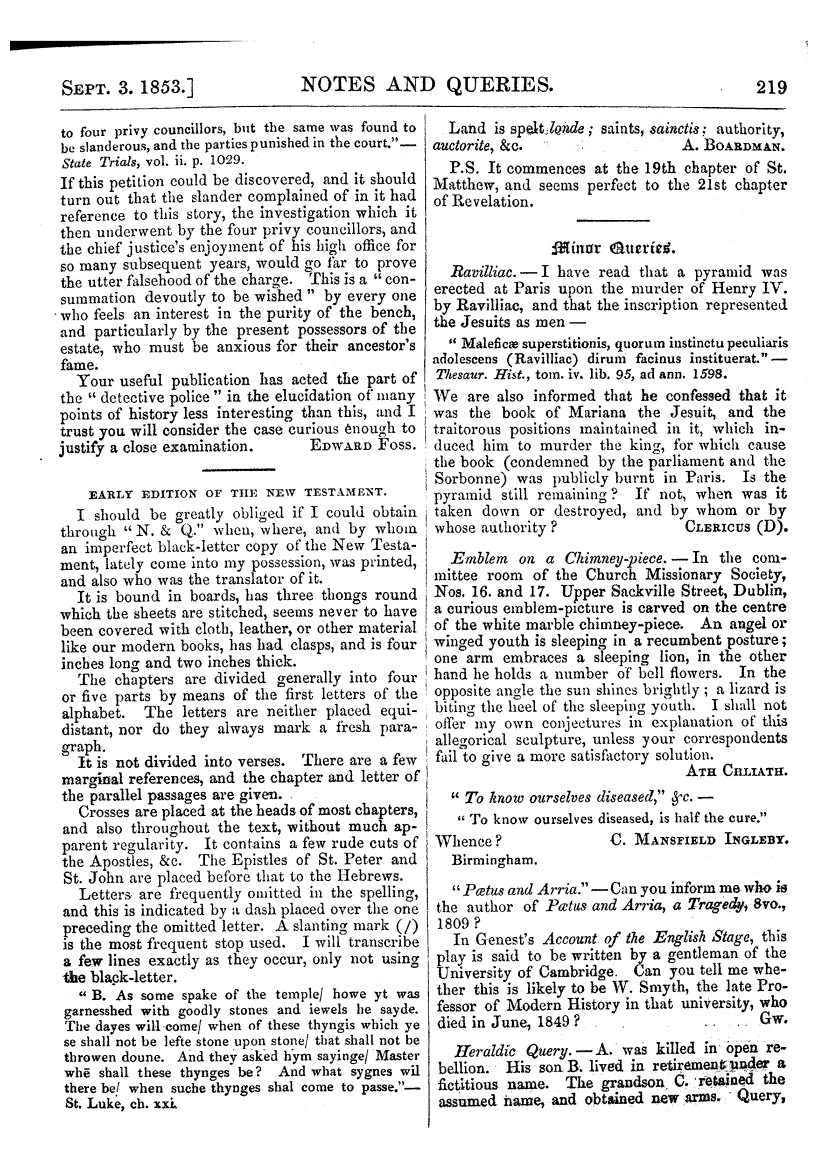 SEPT. 3. 1853.] NOTES AND QUERIES. 219
to four privy councillors, but the same was found to
be slanderous, and the parties punished in the court."—
State Trials, vol. ii. p. 1029.
If this petition could be discovered, and it should
turn out that the slander complained of in it had
reference to this story, the investigation which it
then underwent by the four privy councillors, and
the chief justice's enjoyment of his high office for
so many subsequent years, would go far to prove
the utter falsehood of the charge. This is a "con-
summation devoutly to be wished" by every one
who feels an interest in the purity of the bench,
and particularly by the present possessors of the
estate, who must be anxious for their ancestor's
fame.
Your useful publication has acted the part of
the "detective police" in the elucidation of many
points of history less interesting than this, and I
trust you will consider the case curious enough to
justify a close examination. EDWARD FOSS.
EARLY EDITION OF THE NEW TESTAMENT.
I should be greatly obliged if I could obtain
through "N. & Q." when, where, and by whom
an imperfect black-letter copy of the New Testa-
ment, lately come into my possession, was printed,
and also who was the translator of it.
It is bound in boards, has three thongs round
which the sheets are stitched, seems never to have
been covered with cloth, leather, or other material
like our modern books, has had clasps, and is four
inches long and two inches thick.
The chapters are divided generally into four
or five parts by means of the first letters of the
alphabet. The letters are neither placed equi-
distant, nor do they always mark a fresh para-
graph.
It is not divided into verses. There are a few
marginal references, and the chapter and letter of
the parallel passages are given.
Crosses are placed at the heads of most chapters,
and also throughout the text, without much ap-
parent regularity. It contains a few rude cuts of
the Apostles, &c. The Epistles of St. Peter and
St. John are placed before that to the Hebrews.
Letters are frequently omitted in the spelling,
and this is indicated by a dash placed over the one
preceding the omitted letter. A slanting mark (/)
is the most frequent stop used. I will transcribe
a few lines exactly as they occur, only not using
the black-letter.
"B. As some spake of the temple/ howe yt was
garnesshed with goodly stones and iewels he sayde.
The dayes will come/ when of these thyngis which ye
se shall not be lefte stone upon stone/ that shall not be
throwen doune. And they asked hym sayinge/ Master
whē shall these thynges be? And what sygnes wil
there be/ when suche thynges shal come to passe."—
St. Luke, ch. xxi.
Land is spelt londe; saints, sainctis; authority,
auctorite, &c. A. BOARDMAN.
P.S. It commences at the 19th chapter of St.
Matthew, and seems perfect to the 21st chapter
of Revelation.
Minor Queries.
Ravilliac.—I have read that a pyramid was
erected at Paris upon the murder of Henry IV.
by Ravilliac, and that the inscription represented
the Jesuits as men —
"Maleficæ superstitionis, quorum instinctu peculiaris
adolescens (Ravilliac) dirum facinus instituerat."—
Thesaur. Hist., tom. iv. lib. 95, ad ann. 1598.
We are also informed that he confessed that it
was the book of Mariana the Jesuit, and the
traitorous positions maintained in it, which in-
duced him to murder the king, for which cause
the book (condemned by the parliament and the
Sorbonne) was publicly burnt in Paris. Is the
pyramid still remaining? If not, when was it
taken down or destroyed, and by whom or by
whose authority? CLERICUS (D).
Emblem on a Chimney-piece.—In the com-
mittee room of the Church Missionary Society,
Nos. 16. and 17. Upper Sackville Street, Dublin,
a curious emblem-picture is carved on the centre
of the white marble chimney-piece. An angel or
winged youth is sleeping in a recumbent posture;
one arm embraces a sleeping lion, in the other
hand he holds a number of bell flowers. In the
opposite angle the sun shines brightly; a lizard is
biting the heel of the sleeping youth. I shall not
offer my own conjectures in explanation of this
allegorical sculpture, unless your correspondents
fail to give a more satisfactory solution.
ATH CLIATH.
"To know ourselves diseased," &c.—
"To know ourselves diseased, is half the cure."
Whence? C. MANSFIELD INGLEBY.
Birmingham.
"Pætus and Arria."—Can you inform me who is
the author of Pætus and Arria, a Tragedy, 8vo.,
1809?
In Genest's Account of the English Stage, this
play is said to be written by a gentleman of the
University of Cambridge. Can you tell me whe-
ther this is likely to be W. Smyth, the late Pro-
fessor of Modern History in that university, who
died in June, 1849? GW.
Heraldic Query.—A. was killed in open re-
bellion. His son B. lived in retirement under a
fictitious name. The grandson C. retained the
assumed name, and obtained new arms. Query,